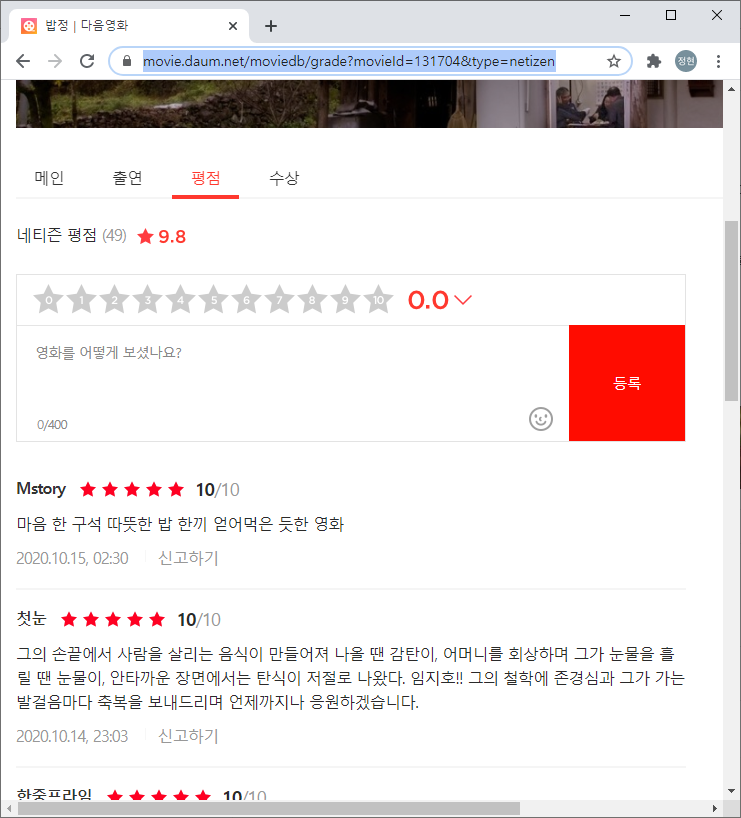 밥정 | 다음영화
movie.daum.net/moviedb/grade?movieId=131704&type=netizen
정현
메인 출연 평점 수상
네티즌 평점 (49) 9.8
0 1 2 3 4 5 6 7 8 9 10 0.0
영화를 어떻게 보셨나요?
등록
0/400
Mstory 10/10
마음 한 구석 따뜻한 밥 한끼 얻어먹은 듯한 영화
2020.10.15, 02:30 신고하기
첫눈 10/10
그의 손끝에서 사람을 살리는 음식이 만들어져 나올 땐 감탄이, 어머니를 회상하며 그가 눈물을 흘
릴 땐 눈물이, 안타까운 장면에서는 탄식이 저절로 나왔다. 임지호!! 그의 철학에 존경심과 그가 가는
발걸음마다 축복을 보내드리며 언제까지나 응원하겠습니다.
2020.10.14, 23:03 신고하기
한중프라임 10/10